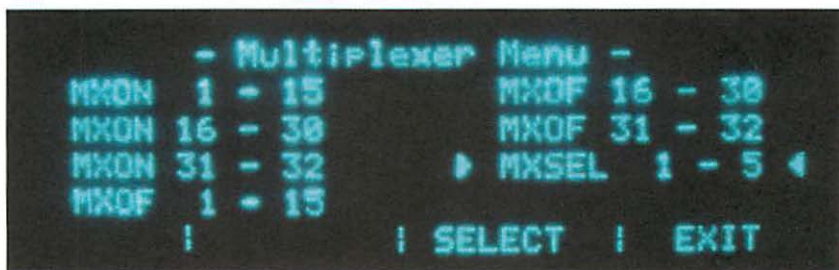 - Multiplexer Menu -
MXON 1 - 15 MXOF 16 - 30
MXON 16 - 30 MXOF 31 - 32
MXON 31 - 32 ▶ MXSEL 1 - 5 ◀
MXOF 1 - 15
¦ ¦ SELECT ¦ EXIT